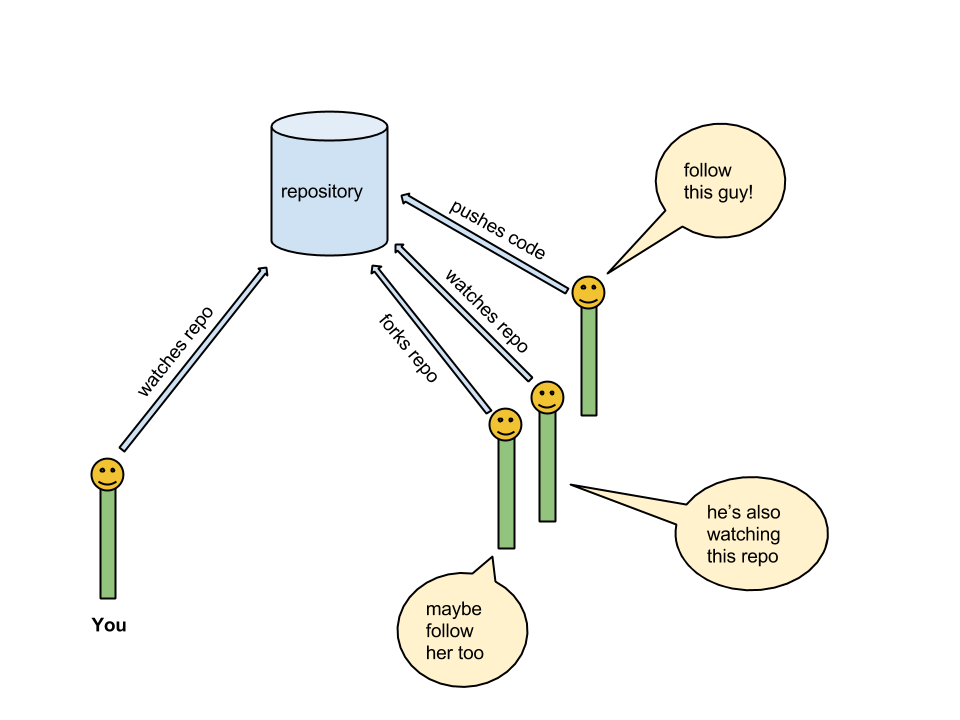 repository
follow
this guy!
pushes code
watches repo
forks repo
watches repo
he's also
watching
this repo
maybe
follow
her too
You